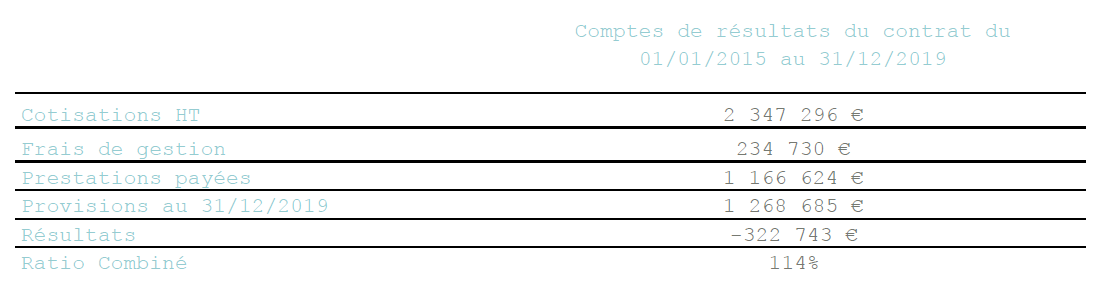 Comptes de résultats du contrat du
01/01/2015 au 31/12/2019
Cotisations HT 2 347 296 €
Frais de gestion 234 730 €
Prestations payées 1 166 624 €
Provisions au 31/12/2019 1 268 685 €
Résultats -322 743 €
Ratio Combiné 114%